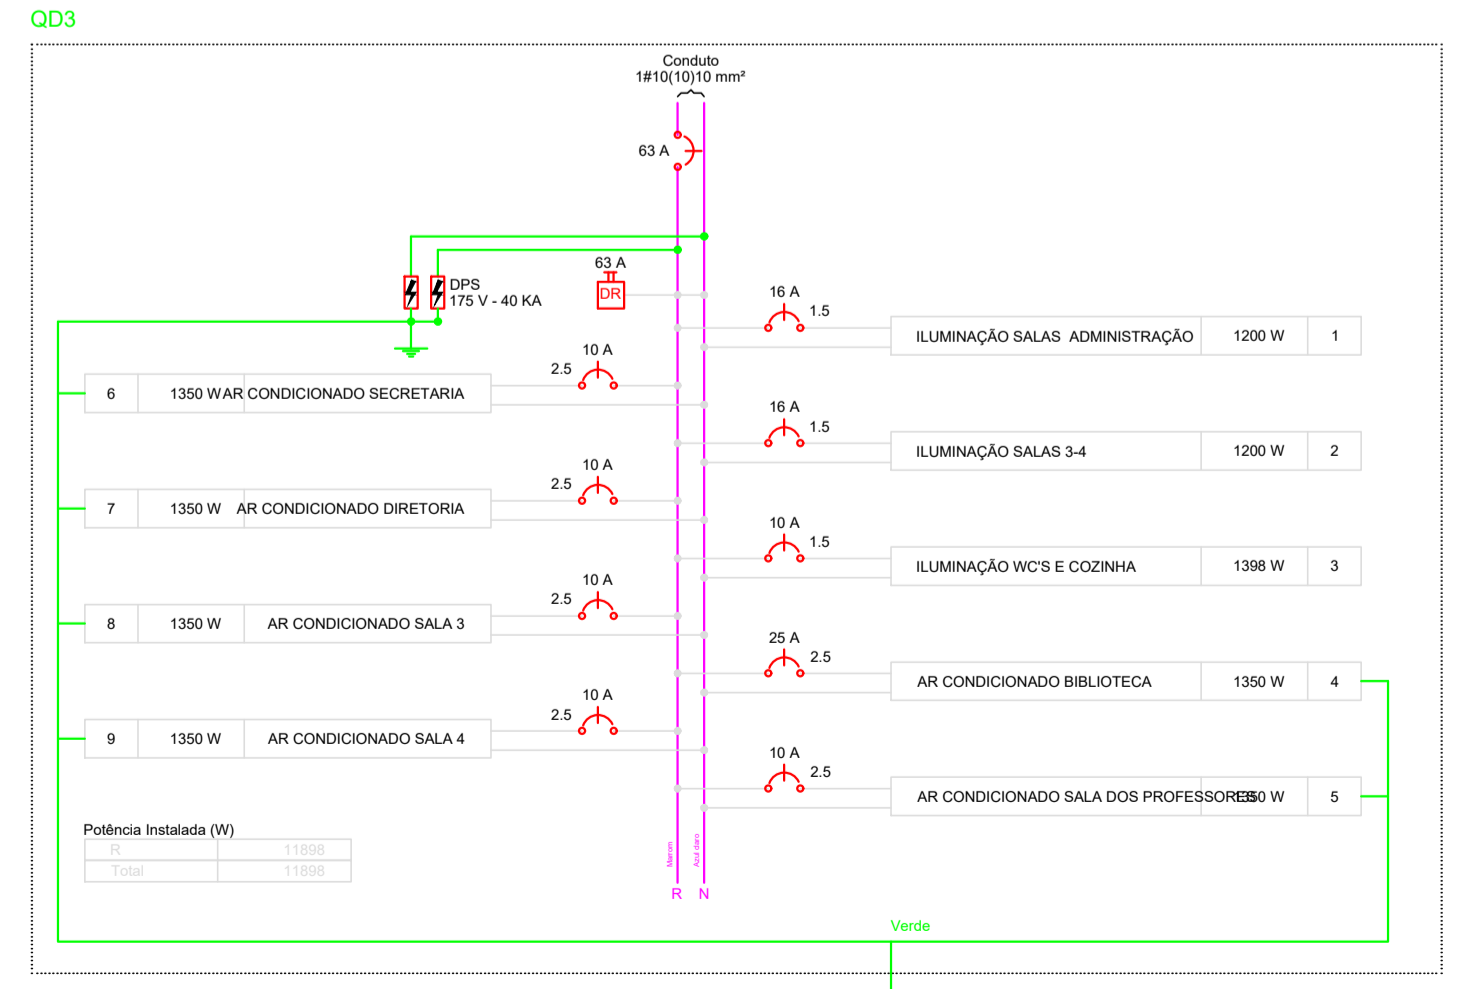 QD3
Conduto
1#10(10)10 mm²
63 A
DPS
175 V - 40 KA
63 A
DR
16 A
1.5
ILUMINAÇÃO SALAS  ADMINISTRAÇÃO 1200 W 1
10 A
2.5
6 1350 W AR CONDICIONADO SECRETARIA
16 A
1.5
ILUMINAÇÃO SALAS 3-4 1200 W 2
10 A
2.5
7 1350 W AR CONDICIONADO DIRETORIA
10 A
1.5
ILUMINAÇÃO WC'S E COZINHA 1398 W 3
10 A
2.5
8 1350 W AR CONDICIONADO SALA 3
25 A
2.5
AR CONDICIONADO BIBLIOTECA 1350 W 4
10 A
2.5
9 1350 W AR CONDICIONADO SALA 4
10 A
2.5
AR CONDICIONADO SALA DOS PROFESSORES 1350 W 5
Potência Instalada (W)
R 11898
Total 11898
Marrom
Azul claro
R N
Verde